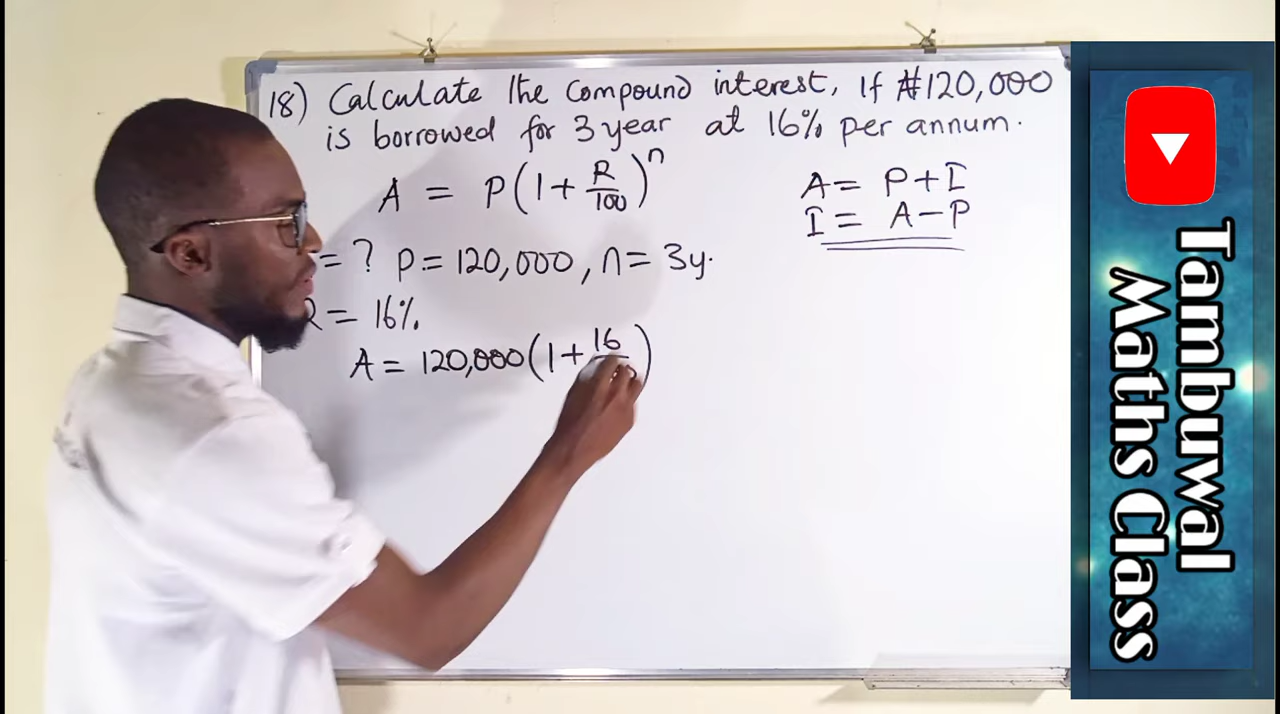 18) Calculate the compound interest, If ₦120,000
is borrowed for 3 year at 16% per annum.
A = P(1 + R/100)^n
A = P + I
I = A - P
= ? P = 120,000, n = 3y.
= 16%
A = 120,000(1 + 16
Tambuwal
Maths Class